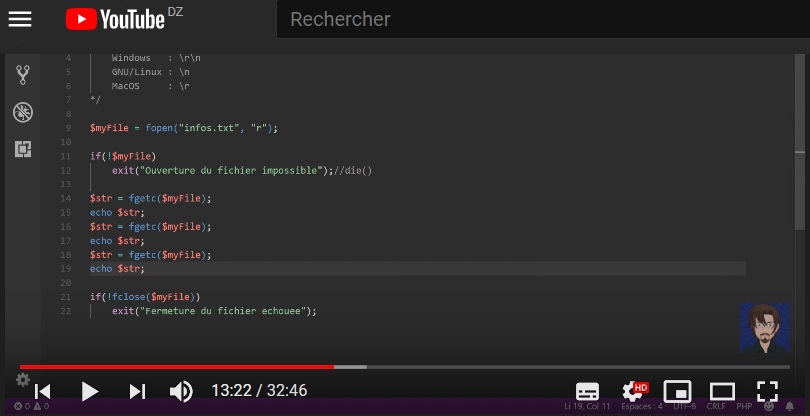 YouTube DZ
Rechercher
4 Windows : \r\n
5 GNU/Linux : \n
6 MacOS : \r
7 */
8
9 $myFile = fopen("infos.txt", "r");
10
11 if(!$myFile)
12 exit("Ouverture du fichier impossible");//die()
13
14 $str = fgetc($myFile);
15 echo $str;
16 $str = fgetc($myFile);
17 echo $str;
18 $str = fgetc($myFile);
19 echo $str;
20
21 if(!fclose($myFile))
22 exit("Fermeture du fichier echouee");
13:22 / 32:46
HD
0 0 Li 19, Col 11 Espaces : 4 UTF-8 CRLF PHP